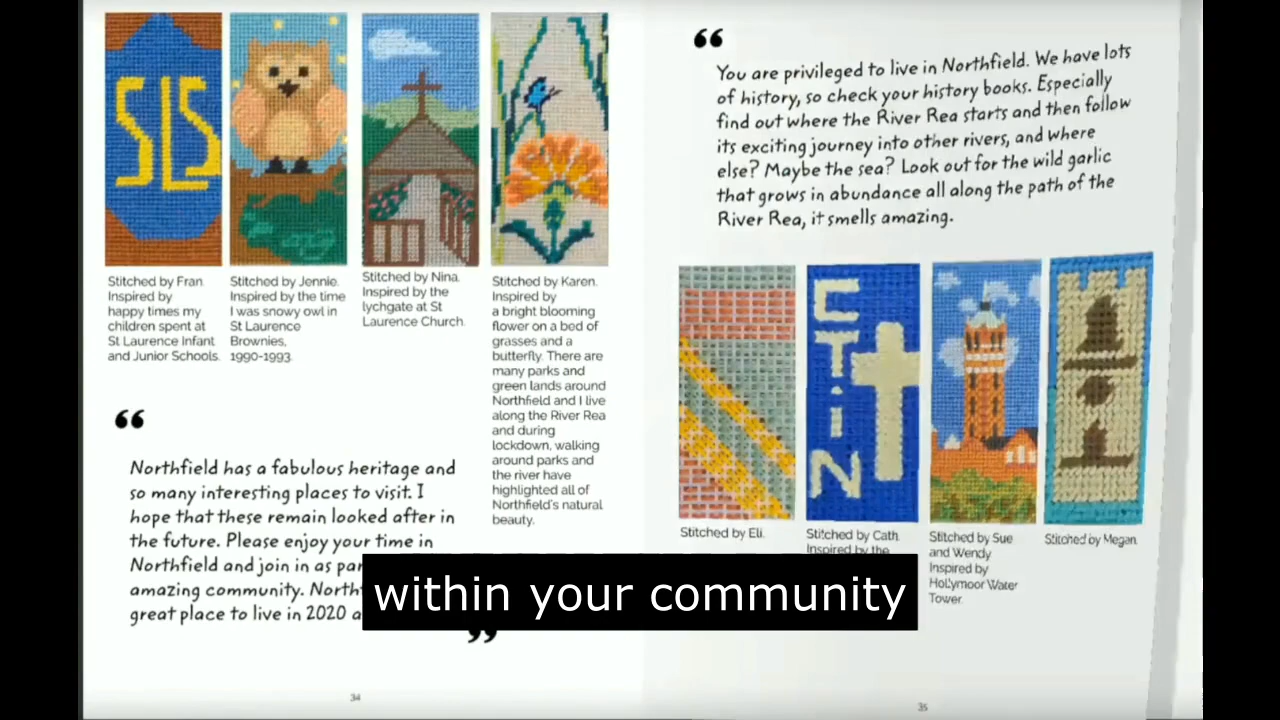 SLS
Stitched by Fran.
Inspired by
happy times my
children spent at
St Laurence Infant
and Junior Schools.
Stitched by Jennie.
Inspired by the time
I was snowy owl in
St Laurence
Brownies,
1990-1993.
Stitched by Nina.
Inspired by the
lychgate at St
Laurence Church.
Stitched by Karen.
Inspired by
a bright blooming
flower on a bed of
grasses and a
butterfly. There are
many parks and
green lands around
Northfield and I live
along the River Rea
and during
lockdown, walking
around parks and
the river have
highlighted all of
Northfield's natural
beauty.
“
Northfield has a fabulous heritage and
so many interesting places to visit. I
hope that these remain looked after in
the future. Please enjoy your time in
Northfield and join in as
amazing community.
great place to live in 2020
”
34
“
You are privileged to live in Northfield. We have lots
of history, so check your history books. Especially
find out where the River Rea starts and then follow
its exciting journey into other rivers, and where
else? Maybe the sea? Look out for the wild garlic
that grows in abundance all along the path of the
River Rea, it smells amazing.
CTiN
Stitched by Eli.
Stitched by Cath.
Inspired by the
Stitched by Sue
and Wendy
Inspired by
Hollymoor Water
Tower.
Stitched by Megan.
35
within your community